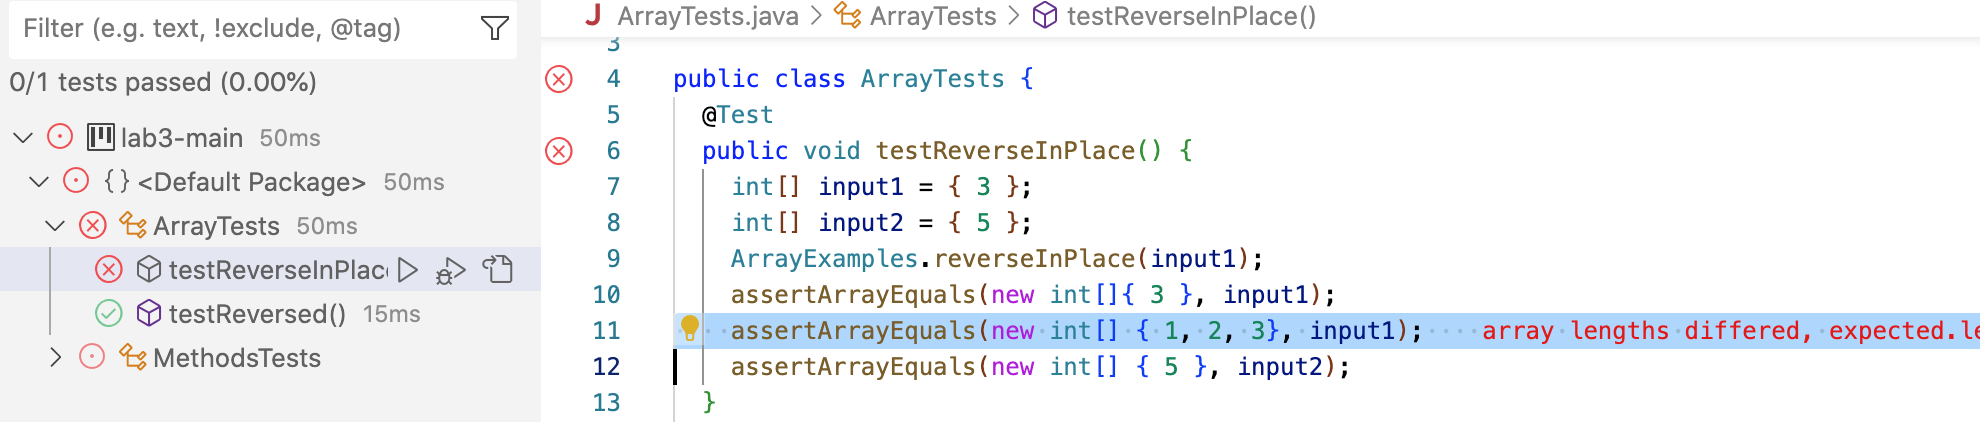 Filter (e.g. text, !exclude, @tag)
0/1 tests passed (0.00%)
lab3-main 50ms
{} <Default Package> 50ms
ArrayTests 50ms
testReverseInPlac
testReversed() 15ms
MethodsTests
J ArrayTests.java > ArrayTests > testReverseInPlace()
3
4 public class ArrayTests {
5 @Test
6 public void testReverseInPlace() {
7 int[] input1 = { 3 };
8 int[] input2 = { 5 };
9 ArrayExamples.reverseInPlace(input1);
10 assertArrayEquals(new int[]{ 3 }, input1);
11 assertArrayEquals(new int[] { 1, 2, 3}, input1); array lengths differed, expected.le
12 assertArrayEquals(new int[] { 5 }, input2);
13 }